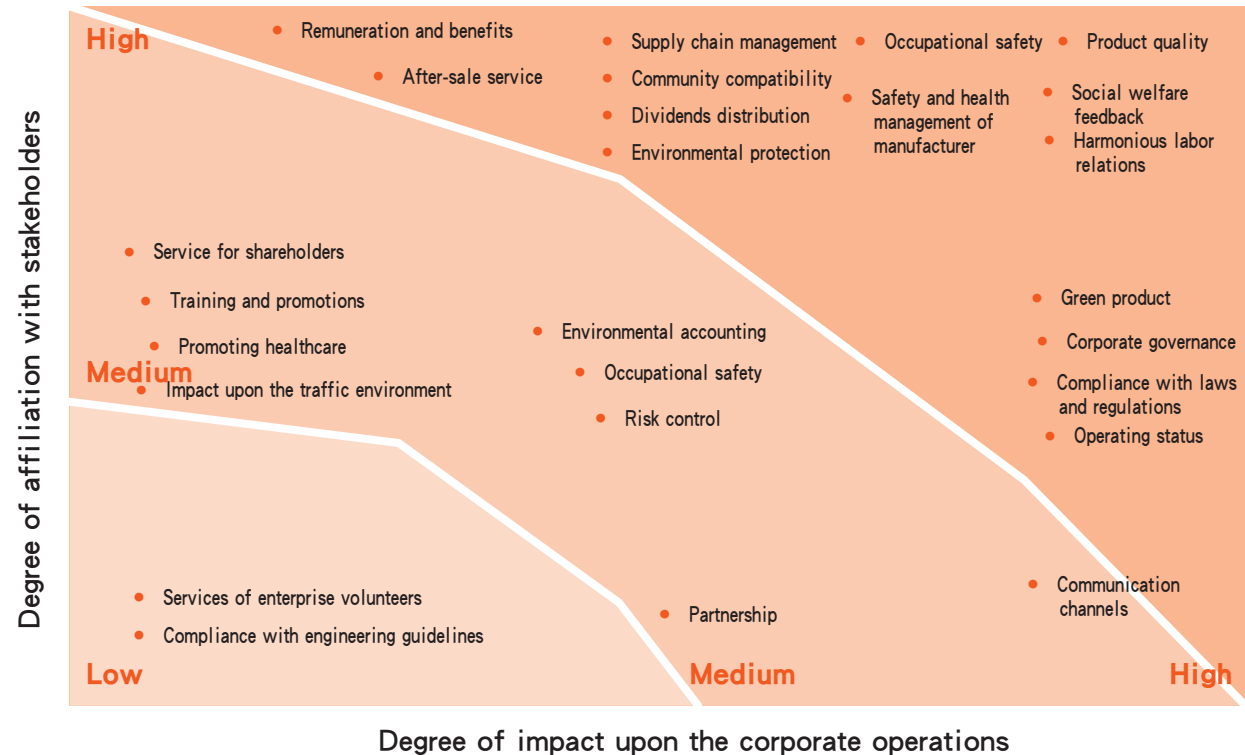 High
Remuneration and benefits
After-sale service
Supply chain management
Community compatibility
Dividends distribution
Environmental protection
Occupational safety
Safety and health
management of
manufacturer
Product quality
Social welfare
feedback
Harmonious labor
relations
Degree of affiliation with stakeholders
Service for shareholders
Training and promotions
Promoting healthcare
Medium
Impact upon the traffic environment
Environmental accounting
Occupational safety
Risk control
Green product
Corporate governance
Compliance with laws
and regulations
Operating status
Services of enterprise volunteers
Compliance with engineering guidelines
Partnership
Communication
channels
Low
Medium
High
Degree of impact upon the corporate operations